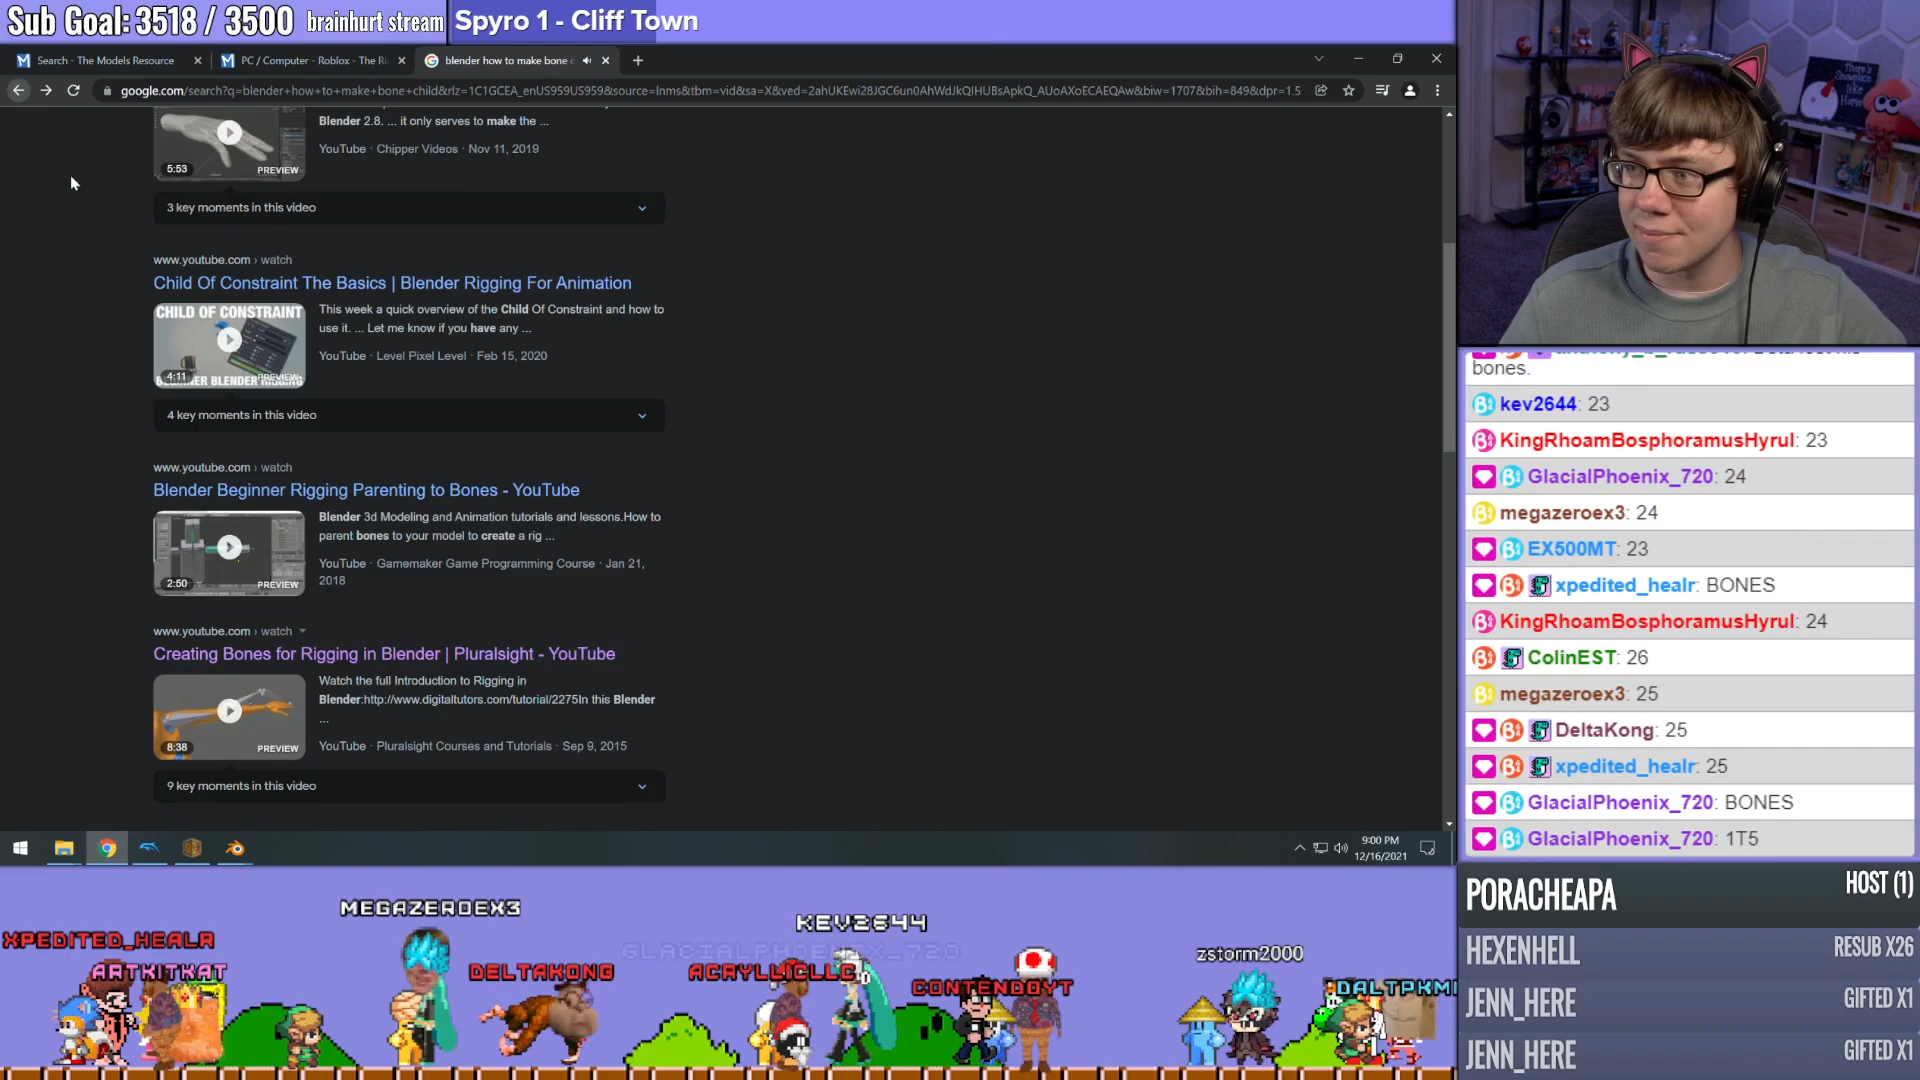 Sub Goal: 3518 / 3500 brainhurt stream
Spyro 1 - Cliff Town
Search - The Models Resource
PC / Computer - Roblox - The Ri
blender how to make bone c
google.com/search?q=blender+how+to+make+bone+child&rlz=1C1GCEA_enUS959US959&source=lnms&tbm=vid&sa=X&ved=2ahUKEwi28JGC6un0AhWdJkQIHUBsApkQ_AUoAXoECAEQAw&biw=1707&bih=849&dpr=1.5
Blender 2.8. ... it only serves to make the ...
YouTube · Chipper Videos · Nov 11, 2019
5:53
PREVIEW
3 key moments in this video
www.youtube.com › watch
Child Of Constraint The Basics | Blender Rigging For Animation
CHILD OF CONSTRAINT
4:11
PREVIEW
This week a quick overview of the Child Of Constraint and how to
use it. ... Let me know if you have any ...
YouTube · Level Pixel Level · Feb 15, 2020
4 key moments in this video
www.youtube.com › watch
Blender Beginner Rigging Parenting to Bones - YouTube
Blender 3d Modeling and Animation tutorials and lessons.How to
parent bones to your model to create a rig ...
YouTube · Gamemaker Game Programming Course · Jan 21,
2018
2:50
PREVIEW
www.youtube.com › watch
Creating Bones for Rigging in Blender | Pluralsight - YouTube
Watch the full Introduction to Rigging in
Blender:http://www.digitaltutors.com/tutorial/2275In this Blender
...
YouTube · Pluralsight Courses and Tutorials · Sep 9, 2015
8:38
PREVIEW
9 key moments in this video
9:00 PM
12/16/2021
There's
Home
bones.
kev2644: 23
KingRhoamBosphoramusHyrul: 23
GlacialPhoenix_720: 24
megazeroex3: 24
EX500MT: 23
xpedited_healr: BONES
KingRhoamBosphoramusHyrul: 24
ColinEST: 26
megazeroex3: 25
DeltaKong: 25
xpedited_healr: 25
GlacialPhoenix_720: BONES
GlacialPhoenix_720: 1T5
PORACHEAPA HOST (1)
HEXENHELL RESUB X26
JENN_HERE GIFTED X1
JENN_HERE GIFTED X1
MEGAZEROEX3
KEV2644
XPEDITED_HEALR
GLACIALPHOENIX_720
zstorm2000
ARTKITKAT
DELTAKONG
ACRYLLICLLC
CONTENDOYT
DALTPKM